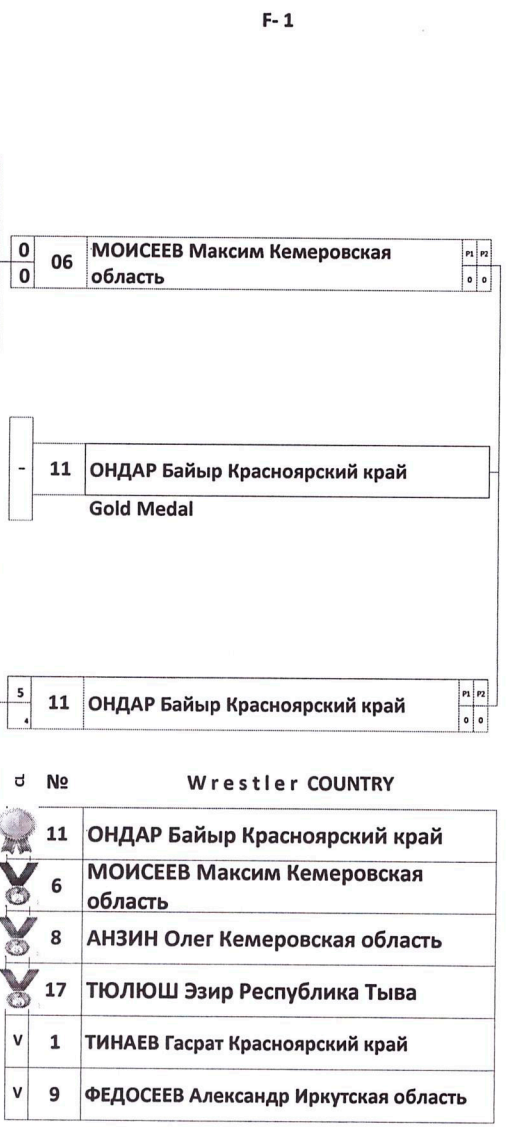 F- 1
0 06 МОИСЕЕВ Максим Кемеровская P1 P2
0 область 0 0
- 11 ОНДАР Байыр Красноярский край
Gold Medal
5 11 ОНДАР Байыр Красноярский край P1 P2
4 0 0
CL № Wrestler COUNTRY
11 ОНДАР Байыр Красноярский край
6 МОИСЕЕВ Максим Кемеровская
область
8 АНЗИН Олег Кемеровская область
17 ТЮЛЮШ Эзир Республика Тыва
V 1 ТИНАЕВ Гасрат Красноярский край
V 9 ФЕДОСЕЕВ Александр Иркутская область